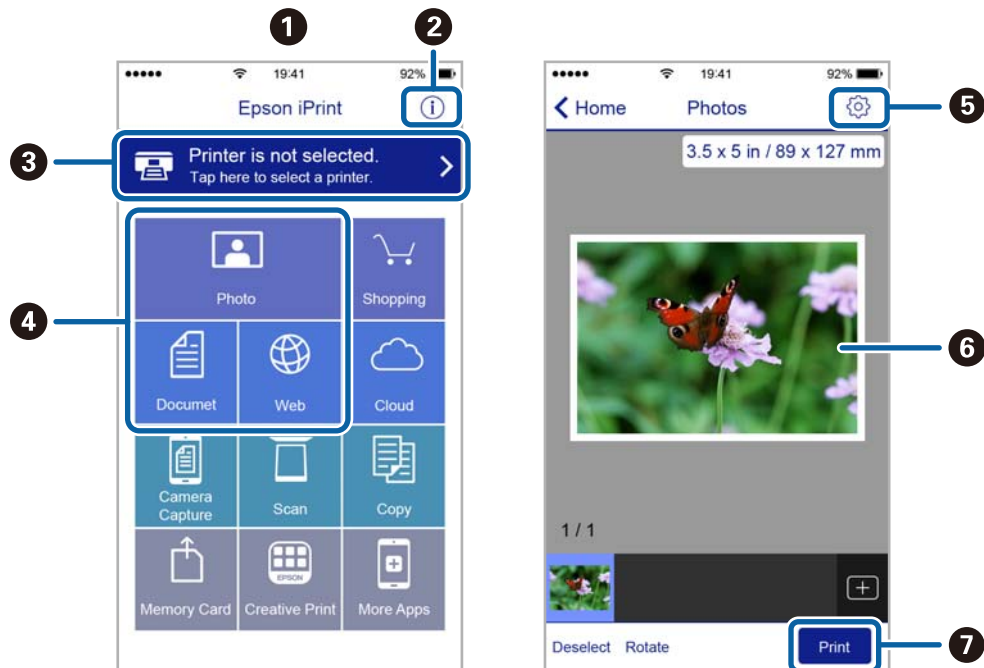 1
2
19:41
92%
Epson iPrint
3
Printer is not selected.
Tap here to select a printer.
4
Photo
Shopping
Documet
Web
Cloud
Camera
Capture
Scan
Copy
EPSON
Memory Card
Creative Print
More Apps
19:41
92%
Home
Photos
5
3.5 x 5 in / 89 x 127 mm
6
1 / 1
Deselect
Rotate
Print
7